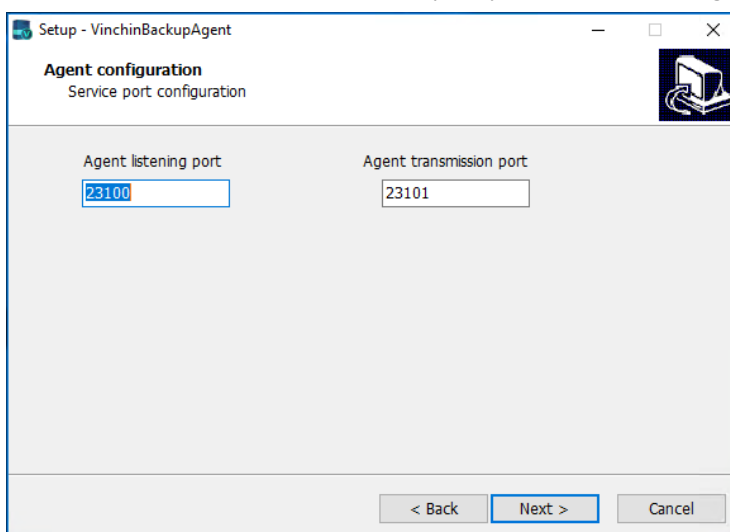 Setup - VinchinBackupAgent
Agent configuration
Service port configuration
Agent listening port Agent transmission port
23100 23101
< Back Next > Cancel